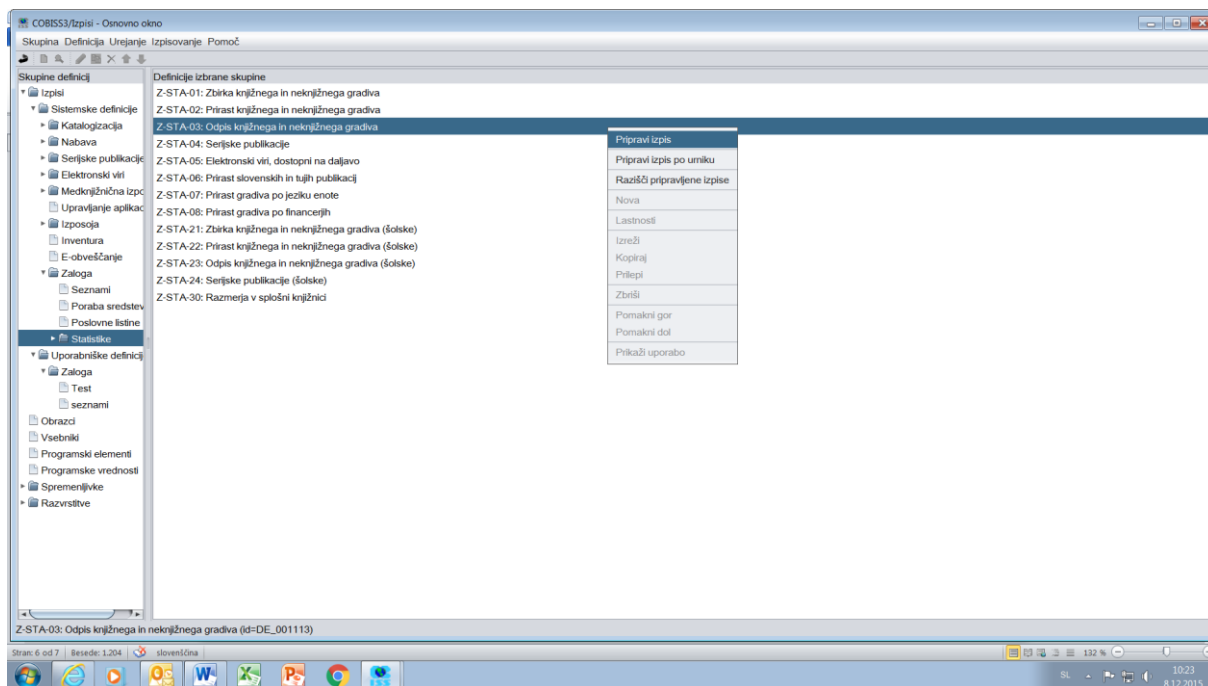 COBISS3/Izpisi - Osnovno okno
Skupina Definicija Urejanje Izpisovanje Pomoč
Skupine definicij
Izpisi
Sistemske definicije
Katalogizacija
Nabava
Serijske publikacije
Elektronski viri
Medknjižnična izpo
Upravljanje aplikac
Izposoja
Inventura
E-obveščanje
Zaloga
Seznami
Poraba sredstev
Poslovne listine
Statistike
Uporabniške definicij
Zaloga
Test
seznami
Obrazci
Vsebniki
Programski elementi
Programske vrednosti
Spremenljivke
Razvrstitve
Definicije izbrane skupine
Z-STA-01: Zbirka knjižnega in neknjižnega gradiva
Z-STA-02: Prirast knjižnega in neknjižnega gradiva
Z-STA-03: Odpis knjižnega in neknjižnega gradiva
Z-STA-04: Serijske publikacije
Z-STA-05: Elektronski viri, dostopni na daljavo
Z-STA-06: Prirast slovenskih in tujih publikacij
Z-STA-07: Prirast gradiva po jeziku enote
Z-STA-08: Prirast gradiva po financerjih
Z-STA-21: Zbirka knjižnega in neknjižnega gradiva (šolske)
Z-STA-22: Prirast knjižnega in neknjižnega gradiva (šolske)
Z-STA-23: Odpis knjižnega in neknjižnega gradiva (šolske)
Z-STA-24: Serijske publikacije (šolske)
Z-STA-30: Razmerja v splošni knjižnici
Pripravi izpis
Pripravi izpis po urniku
Razišči pripravljene izpise
Nova
Lastnosti
Izreži
Kopiraj
Prilepi
Zbriši
Pomakni gor
Pomakni dol
Prikaži uporabo
Z-STA-03: Odpis knjižnega in neknjižnega gradiva (id=DE_001113)
Stran: 6 od 7 Besede: 1.204 slovenščina 132 %
SL 10:23
8.12.2015